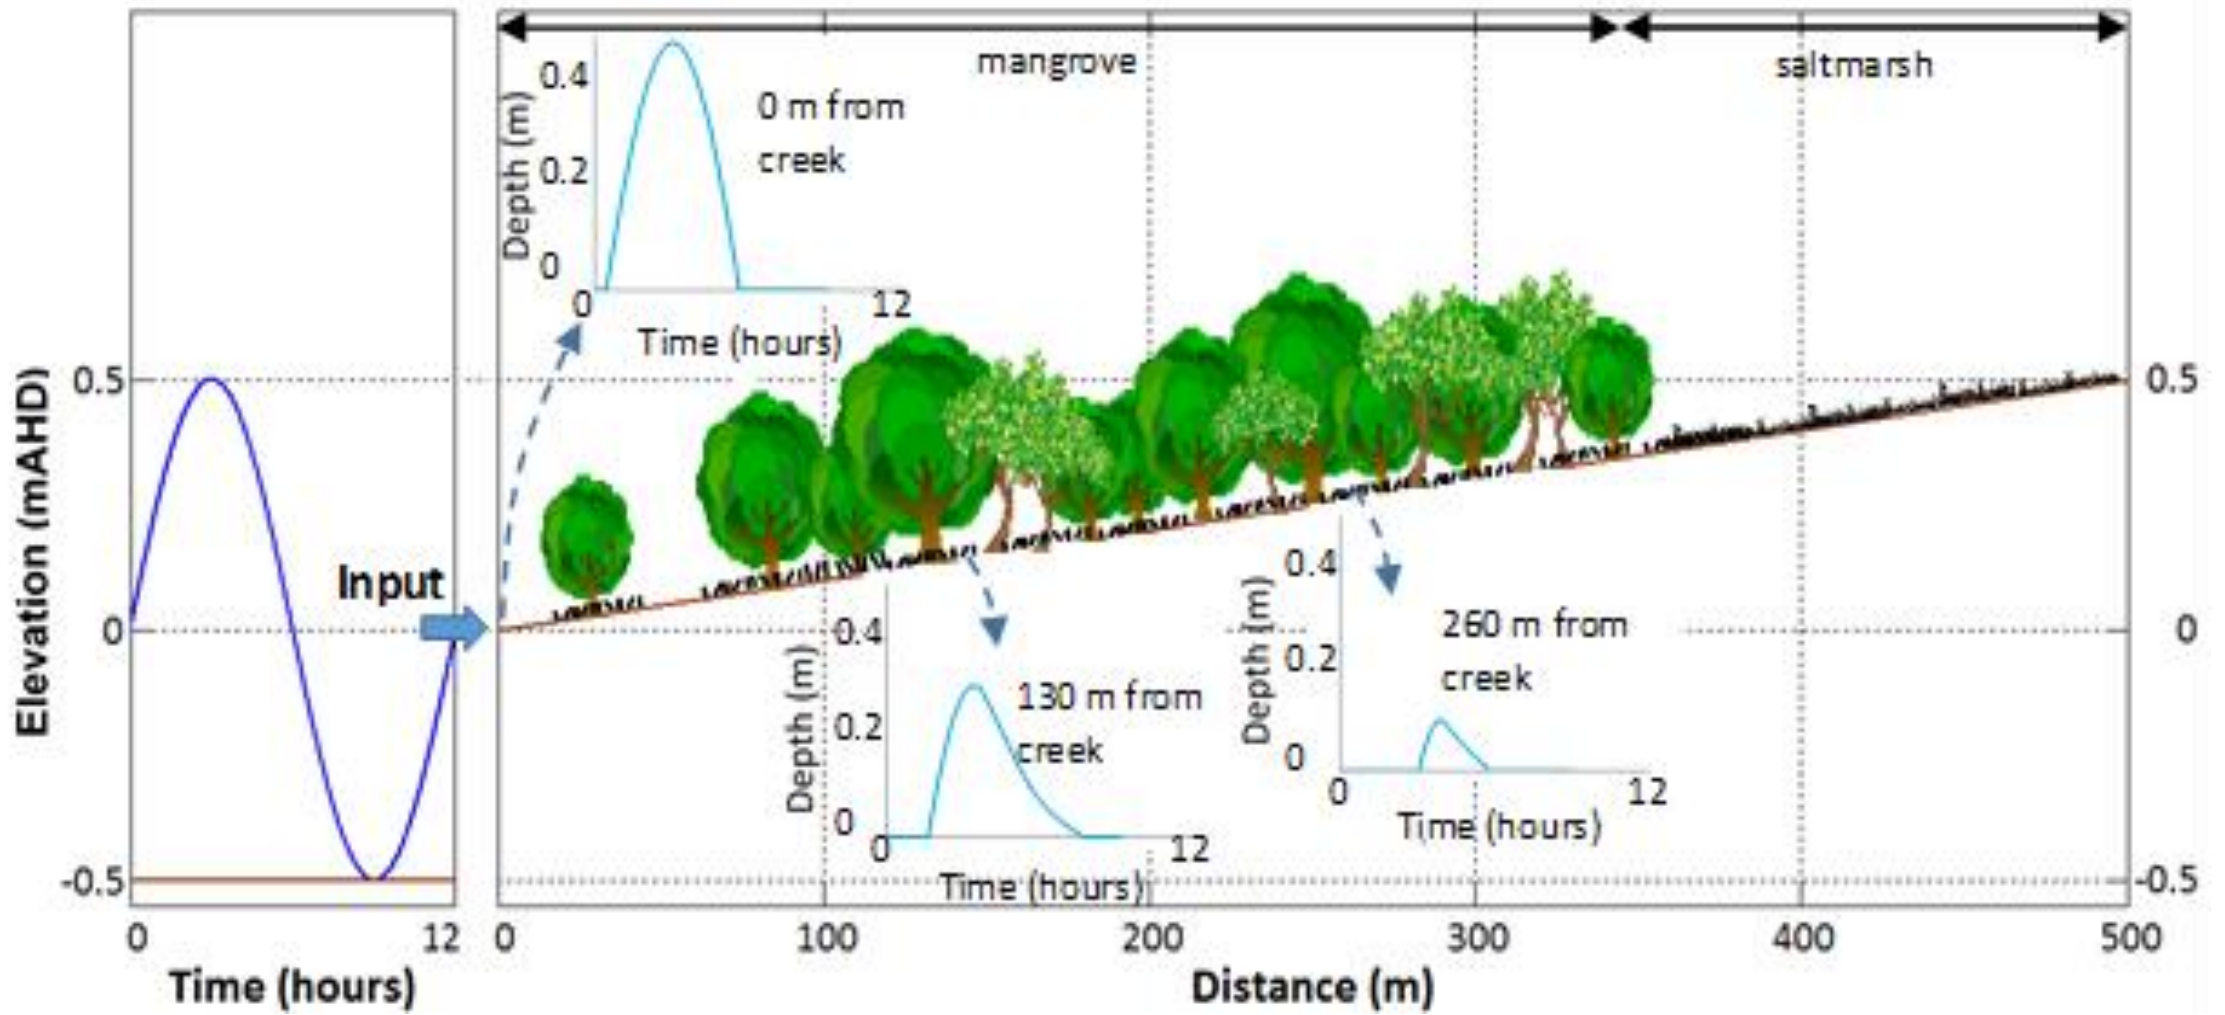 mangrove
saltmarsh
Depth (m)
0.4
0.2
0
0 m from
creek
0
12
Time (hours)
Elevation (mAHD)
0.5
0
-0.5
Input
0
12
Time (hours)
Depth (m)
0.4
0.2
0
130 m from
creek
0
12
Time (hours)
Depth (m)
0.4
0.2
0
260 m from
creek
0
12
Time (hours)
0.5
0
-0.5
0
100
200
300
400
500
Distance (m)